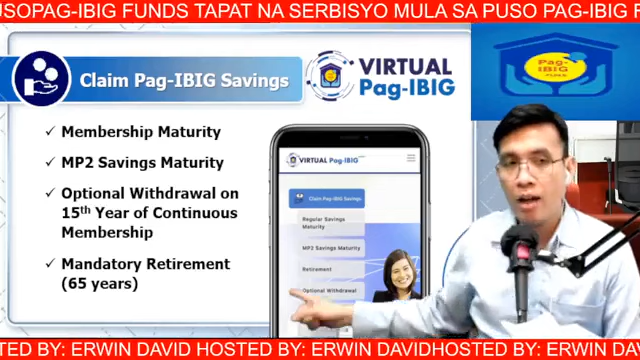 USOPAG-IBIG FUNDS TAPAT NA SERBISYO MULA SA PUSO PAG-IBIG F
Claim Pag-IBIG Savings
VIRTUAL
Pag-IBIG
Pag-
IBIG
FUND
✓ Membership Maturity
✓ MP2 Savings Maturity
✓ Optional Withdrawal on
15th Year of Continuous
Membership
✓ Mandatory Retirement
(65 years)
VIRTUAL Pag-IBIG
Claim Pag-IBIG Savings
Regular Savings
Maturity
MP2 Savings Maturity
Retirement
Optional Withdrawal
STED BY: ERWIN DAVID HOSTED BY: ERWIN DAVIDHOSTED BY: ERWIN DAV